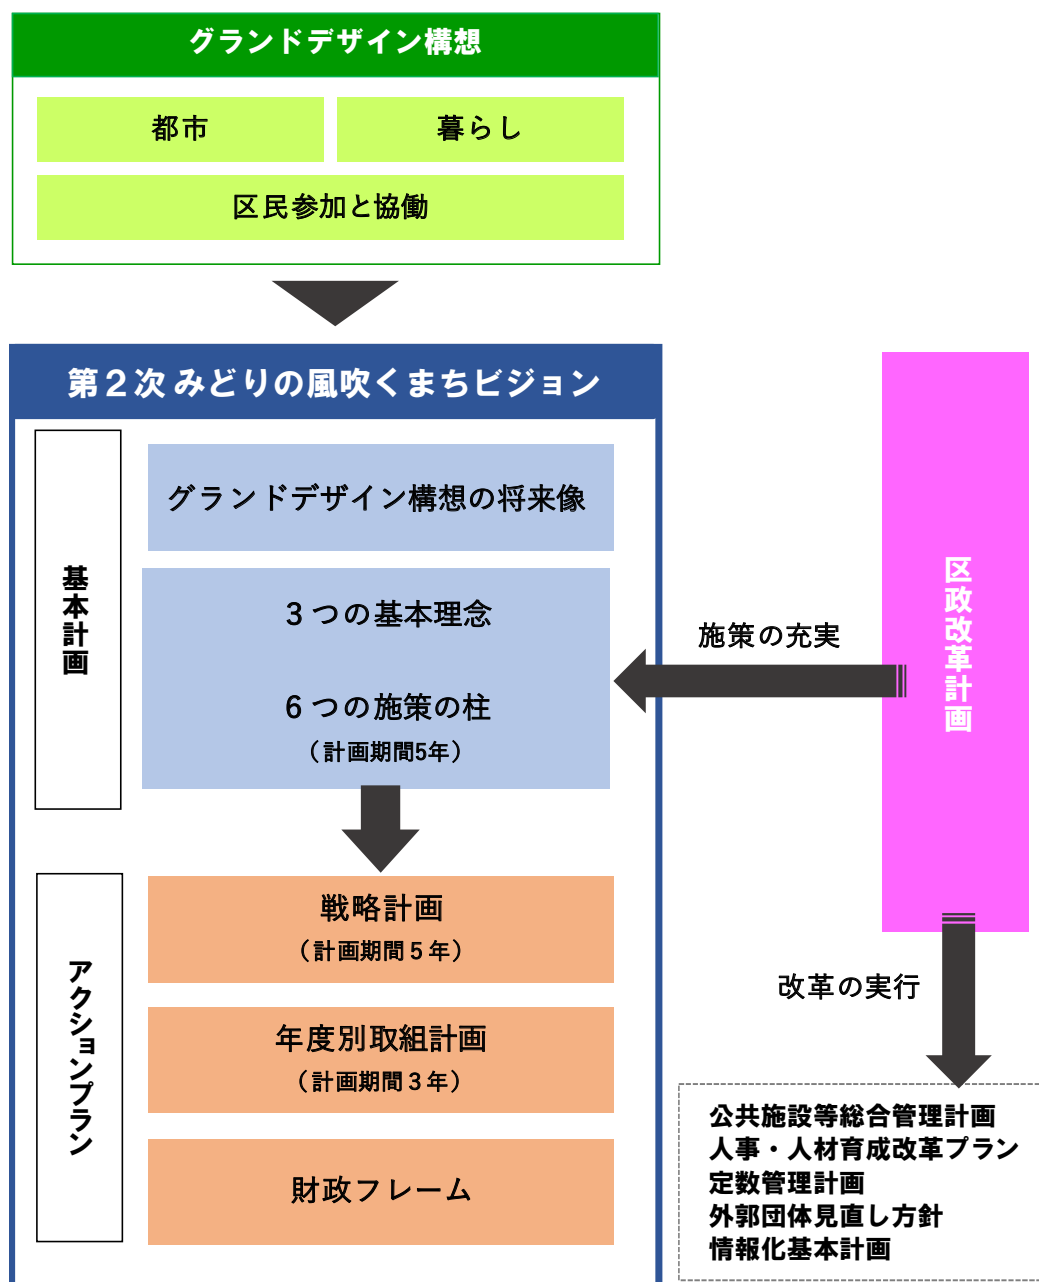 グランドデザイン構想
都市
暮らし
区民参加と協働
第２次 みどりの風吹くまちビジョン
基本計画
グランドデザイン構想の将来像
３つの基本理念
６つの施策の柱
（計画期間5年）
施策の充実
区政改革計画
アクションプラン
戦略計画
（計画期間５年）
年度別取組計画
（計画期間３年）
財政フレーム
改革の実行
公共施設等総合管理計画
人事・人材育成改革プラン
定数管理計画
外郭団体見直し方針
情報化基本計画